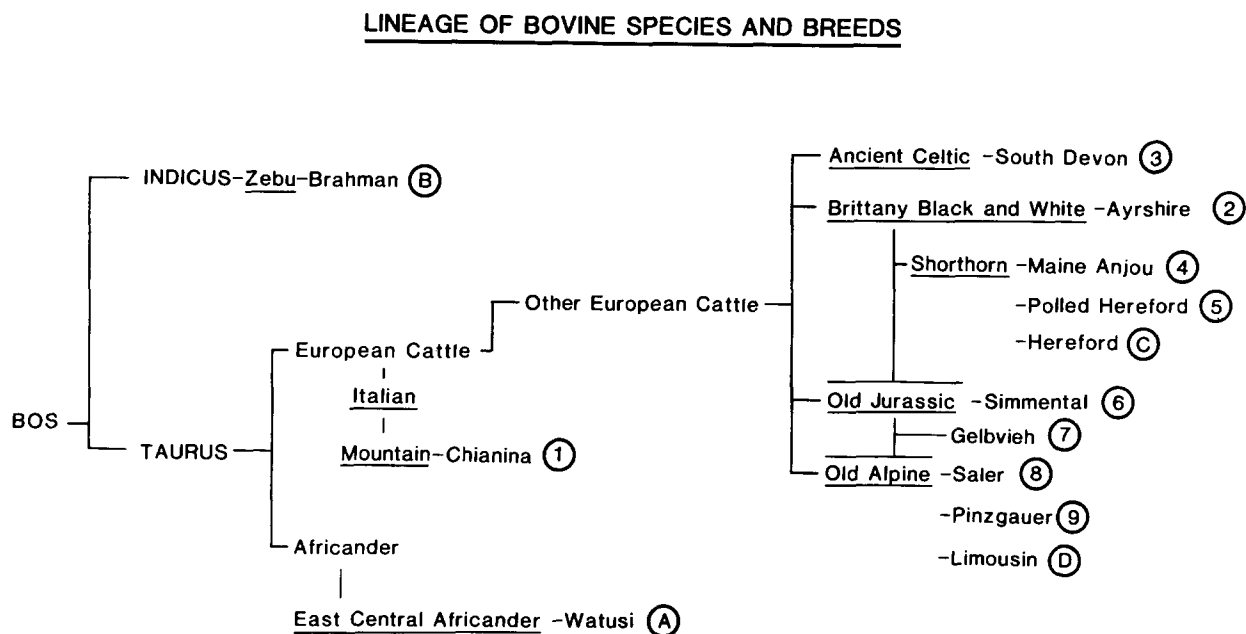 LINEAGE OF BOVINE SPECIES AND BREEDS
INDICUS-Zebu-Brahman B
BOS
TAURUS
European Cattle
Italian
Mountain-Chianina 1
Africander
East Central Africander -Watusi A
Other European Cattle
Ancient Celtic -South Devon 3
Brittany Black and White -Ayrshire 2
Shorthorn -Maine Anjou 4
-Polled Hereford 5
-Hereford C
Old Jurassic -Simmental 6
Gelbvieh 7
Old Alpine -Saler 8
-Pinzgauer 9
-Limousin D